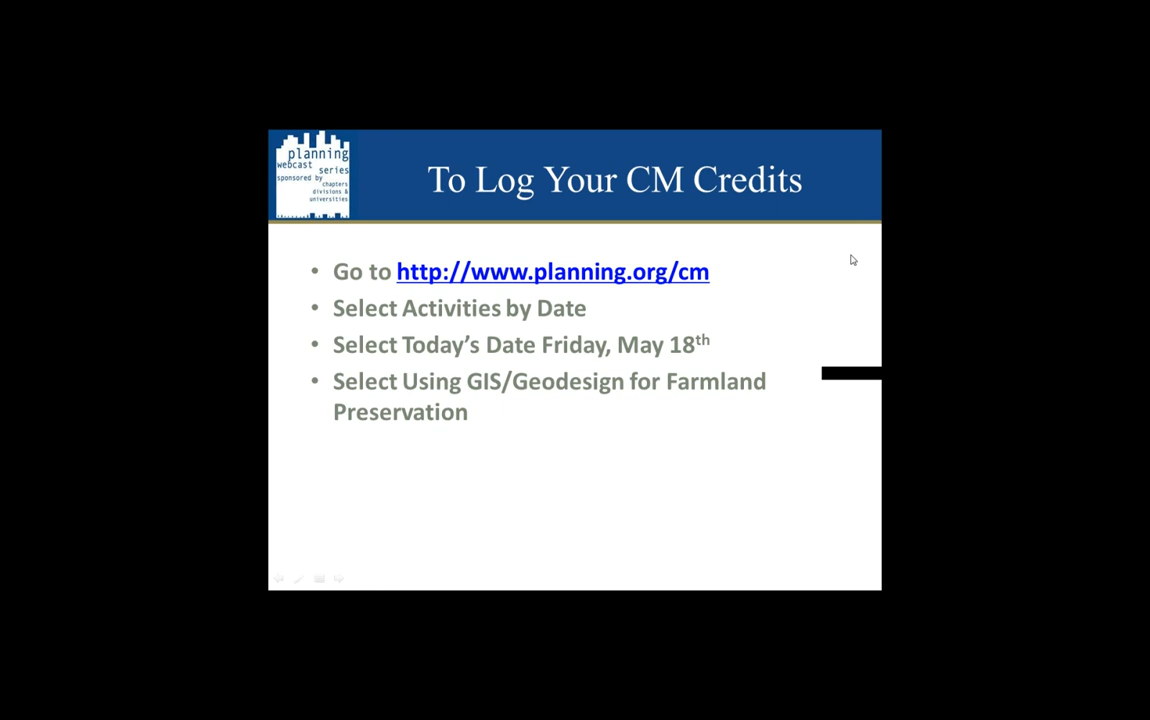 planning
webcast series
sponsored by
chapters
divisions &
universities
To Log Your CM Credits
• Go to http://www.planning.org/cm
• Select Activities by Date
• Select Today’s Date Friday, May 18th
• Select Using GIS/Geodesign for Farmland
Preservation